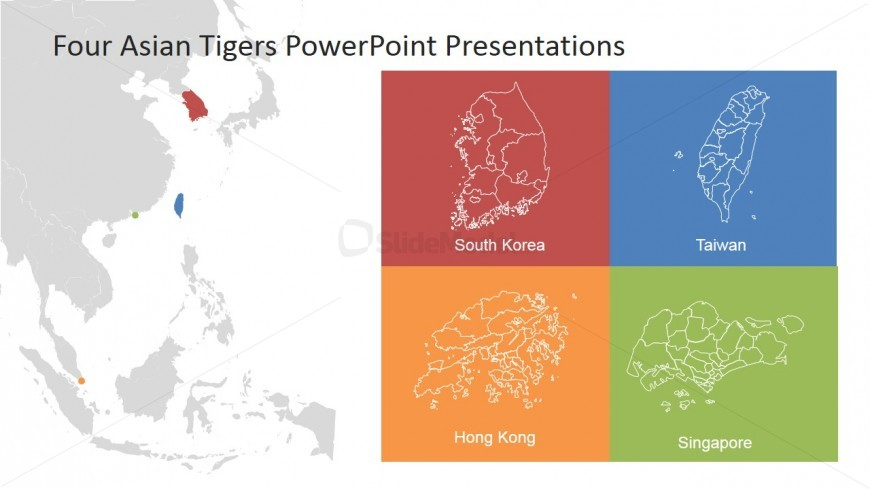 Four Asian Tigers PowerPoint Presentations
South Korea
Taiwan
Hong Kong
Singapore